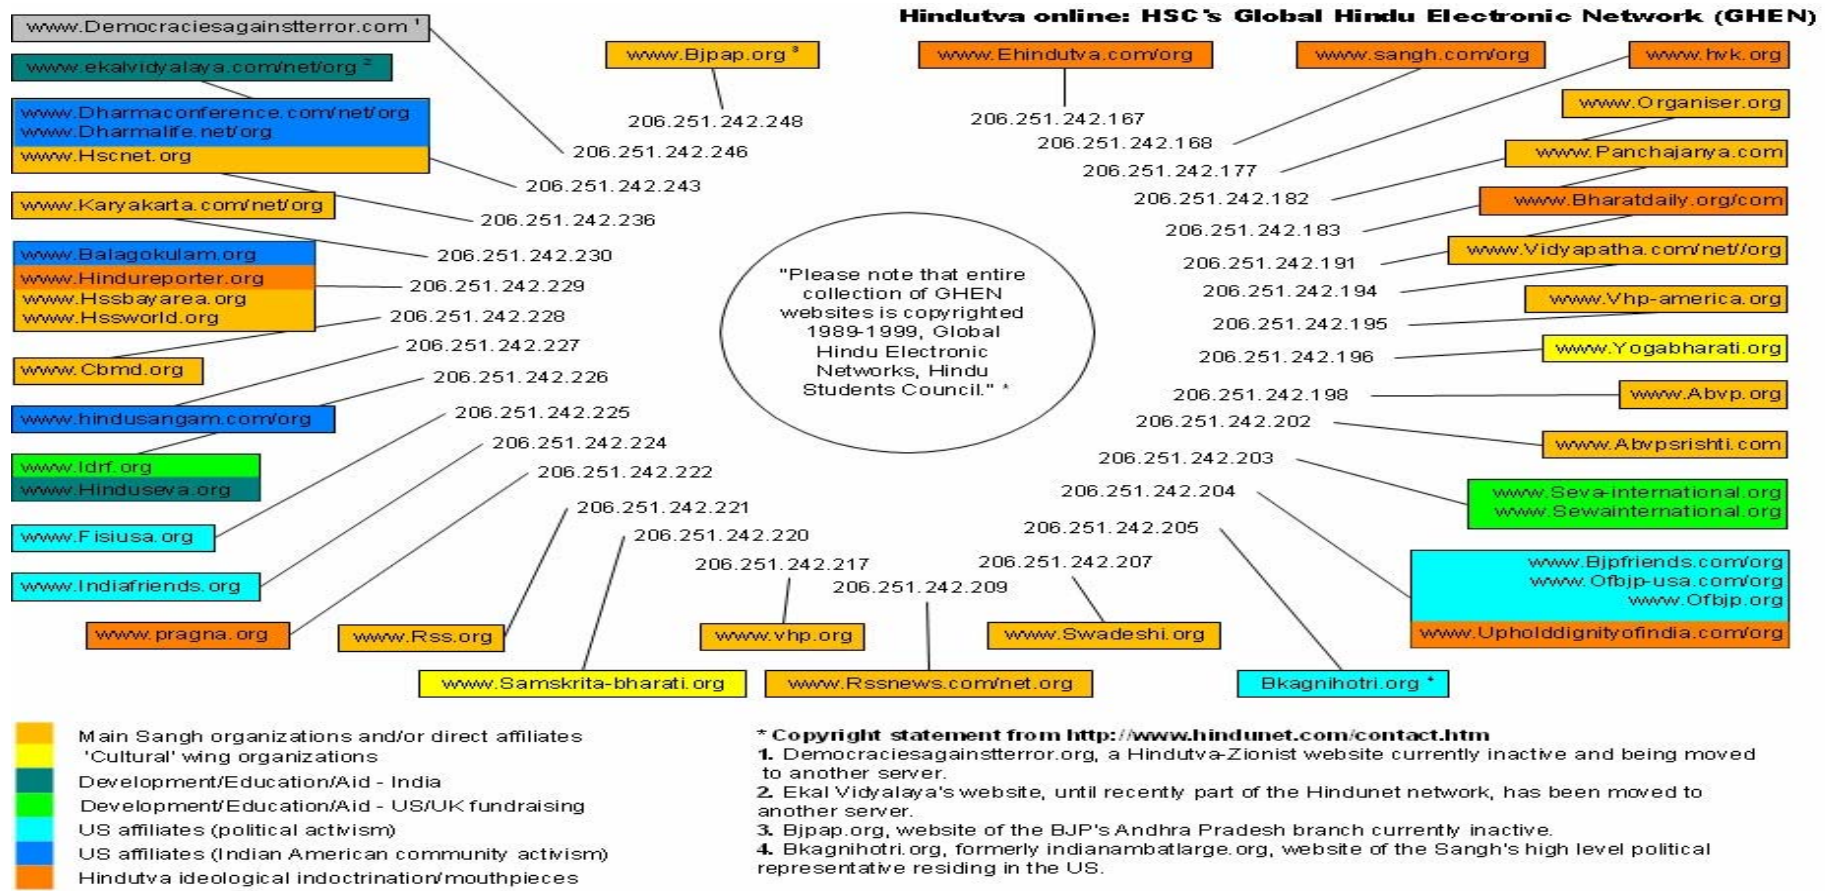 Hindutva online: HSC's Global Hindu Electronic Network (GHEN)
www.Democraciesagainstterror.com ¹
www.ekalvidyalaya.com/net/org ²
www.Dharmaconference.com/net/org
www.Dharmalife.net/org
www.Hscnet.org
www.Karyakarta.com/net/org
www.Balagokulam.org
www.Hindureporter.org
www.Hssbayarea.org
www.Hssworld.org
www.Cbmd.org
www.hindusangam.com/org
www.Idrf.org
www.Hinduseva.org
www.Fisiusa.org
www.Indiafriends.org
www.pragna.org
www.Rss.org
www.Samskrita-bharati.org
www.vhp.org
www.Rssnews.com/net.org
www.Swadeshi.org
Bkagnihotri.org ⁴
www.Bjpap.org ³
www.Ehindutva.com/org
www.sangh.com/org
www.hvk.org
www.Organiser.org
www.Panchajanya.com
www.Bharatdaily.org/com
www.Vidyapatha.com/net//org
www.Vhp-america.org
www.Yogabharati.org
www.Abvp.org
www.Abvpsrishti.com
www.Seva-international.org
www.Sewainternational.org
www.Bjpfriends.com/org
www.Ofbjp-usa.com/org
www.Ofbjp.org
www.Upholddignityofindia.com/org
206.251.242.248
206.251.242.246
206.251.242.243
206.251.242.236
206.251.242.230
206.251.242.229
206.251.242.228
206.251.242.227
206.251.242.226
206.251.242.225
206.251.242.224
206.251.242.222
206.251.242.221
206.251.242.220
206.251.242.217
206.251.242.209
206.251.242.207
206.251.242.205
206.251.242.204
206.251.242.203
206.251.242.202
206.251.242.198
206.251.242.196
206.251.242.195
206.251.242.194
206.251.242.191
206.251.242.183
206.251.242.182
206.251.242.177
206.251.242.168
206.251.242.167
"Please note that entire
collection of GHEN
websites is copyrighted
1989-1999, Global
Hindu Electronic
Networks, Hindu
Students Council." *
Main Sangh organizations and/or direct affiliates
'Cultural' wing organizations
Development/Education/Aid - India
Development/Education/Aid - US/UK fundraising
US affiliates (political activism)
US affiliates (Indian American community activism)
Hindutva ideological indoctrination/mouthpieces
* Copyright statement from http://www.hindunet.com/contact.htm
1. Democraciesagainstterror.org, a Hindutva-Zionist website currently inactive and being moved
to another server.
2. Ekal Vidyalaya's website, until recently part of the Hindunet network, has been moved to
another server.
3. Bjpap.org, website of the BJP's Andhra Pradesh branch currently inactive.
4. Bkagnihotri.org, formerly indianambatlarge.org, website of the Sangh's high level political
representative residing in the US.